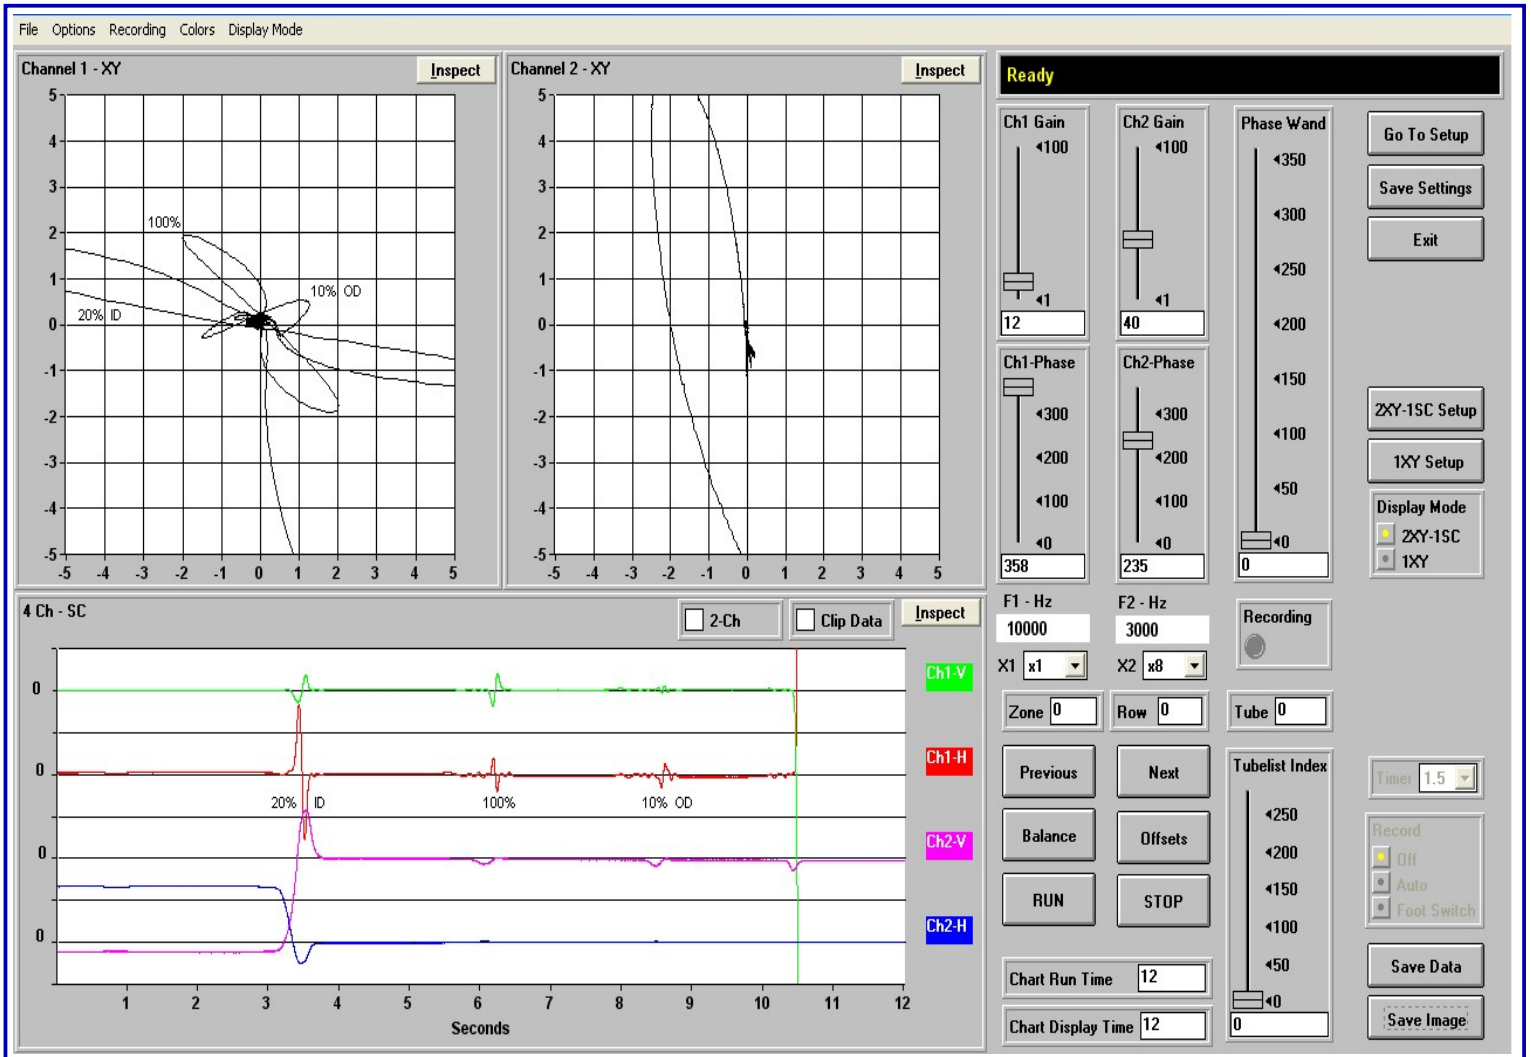 File Options Recording Colors Display Mode
Channel 1 - XY Inspect
5
4
3
2
1
0
-1
-2
-3
-4
-5
-5 -4 -3 -2 -1 0 1 2 3 4 5
100%
10% OD
20% ID
Channel 2 - XY Inspect
5
4
3
2
1
0
-1
-2
-3
-4
-5
-5 -4 -3 -2 -1 0 1 2 3 4 5
4 Ch - SC 2-Ch Clip Data Inspect
0
0
0
0
20% ID 100% 10% OD
Ch1-V
Ch1-H
Ch2-V
Ch2-H
1 2 3 4 5 6 7 8 9 10 11 12
Seconds
Ready
Ch1 Gain
100
1
12
Ch2 Gain
100
1
40
Phase Wand
350
300
250
200
150
100
50
0
0
Ch1-Phase
300
200
100
0
358
Ch2-Phase
300
200
100
0
235
Go To Setup
Save Settings
Exit
2XY-1SC Setup
1XY Setup
Display Mode
2XY-1SC
1XY
F1 - Hz
10000
F2 - Hz
3000
Recording
X1 x1
X2 x8
Zone 0
Row 0
Tube 0
Previous Next
Balance Offsets
RUN STOP
Tubelist Index
250
200
150
100
50
0
0
Timer 1.5
Record
Off
Auto
Foot Switch
Chart Run Time 12
Chart Display Time 12
Save Data
Save Image